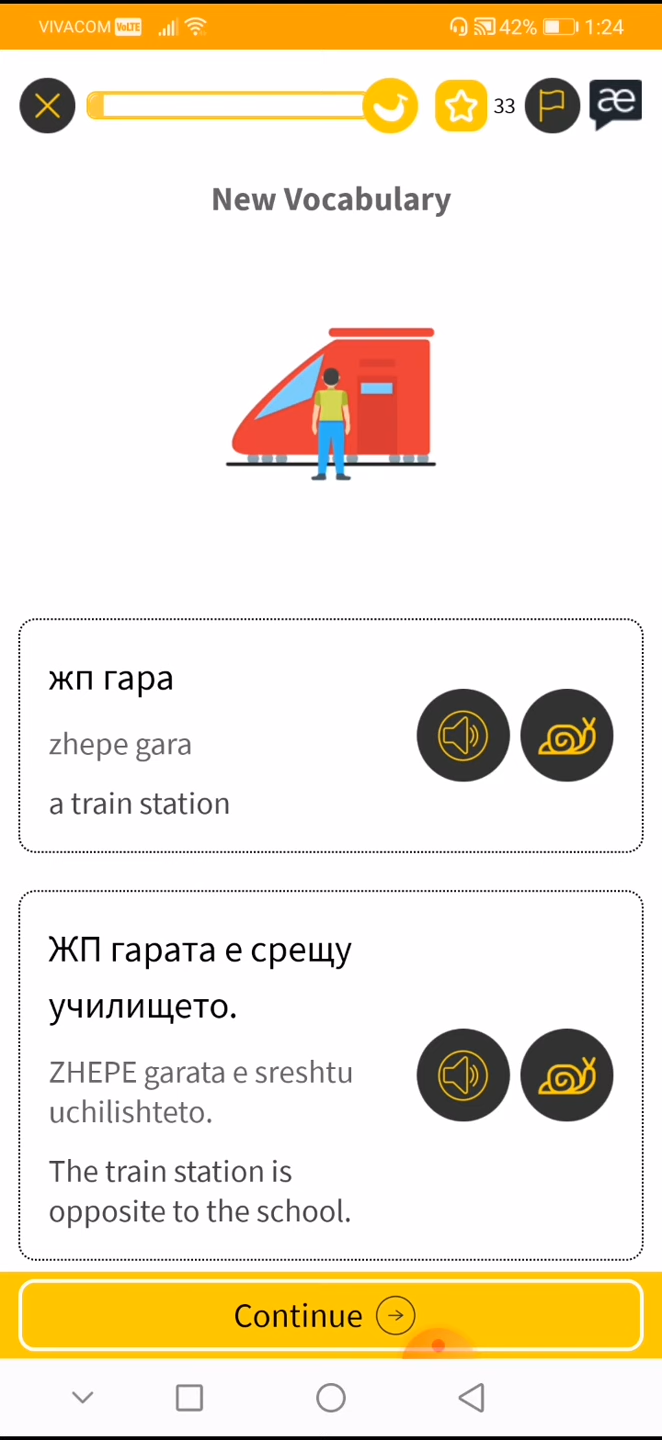 VIVACOM VoLTE 42% 1:24
33
æ
New Vocabulary
жп гара
zhepe gara
a train station
ЖП гарата е срещу
училището.
ZHEPE garata e sreshtu
uchilishteto.
The train station is
opposite to the school.
Continue